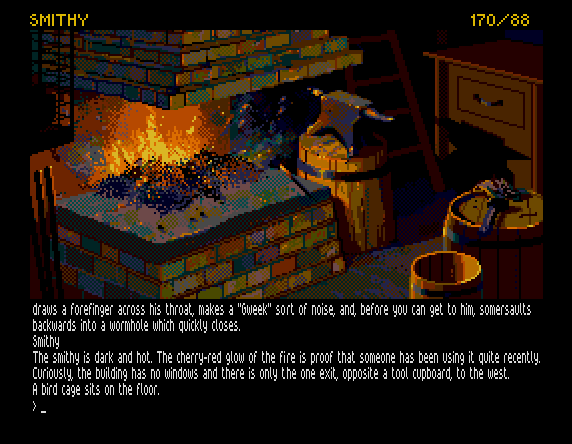 SMITHY 170/88
draws a forefinger across his throat, makes a "Gweek" sort of noise, and, before you can get to him, somersaults
backwards into a wormhole which quickly closes.
Smithy
The smithy is dark and hot. The cherry-red glow of the fire is proof that someone has been using it quite recently.
Curiously, the building has no windows and there is only the one exit, opposite a tool cupboard, to the west.
A bird cage sits on the floor.
>_